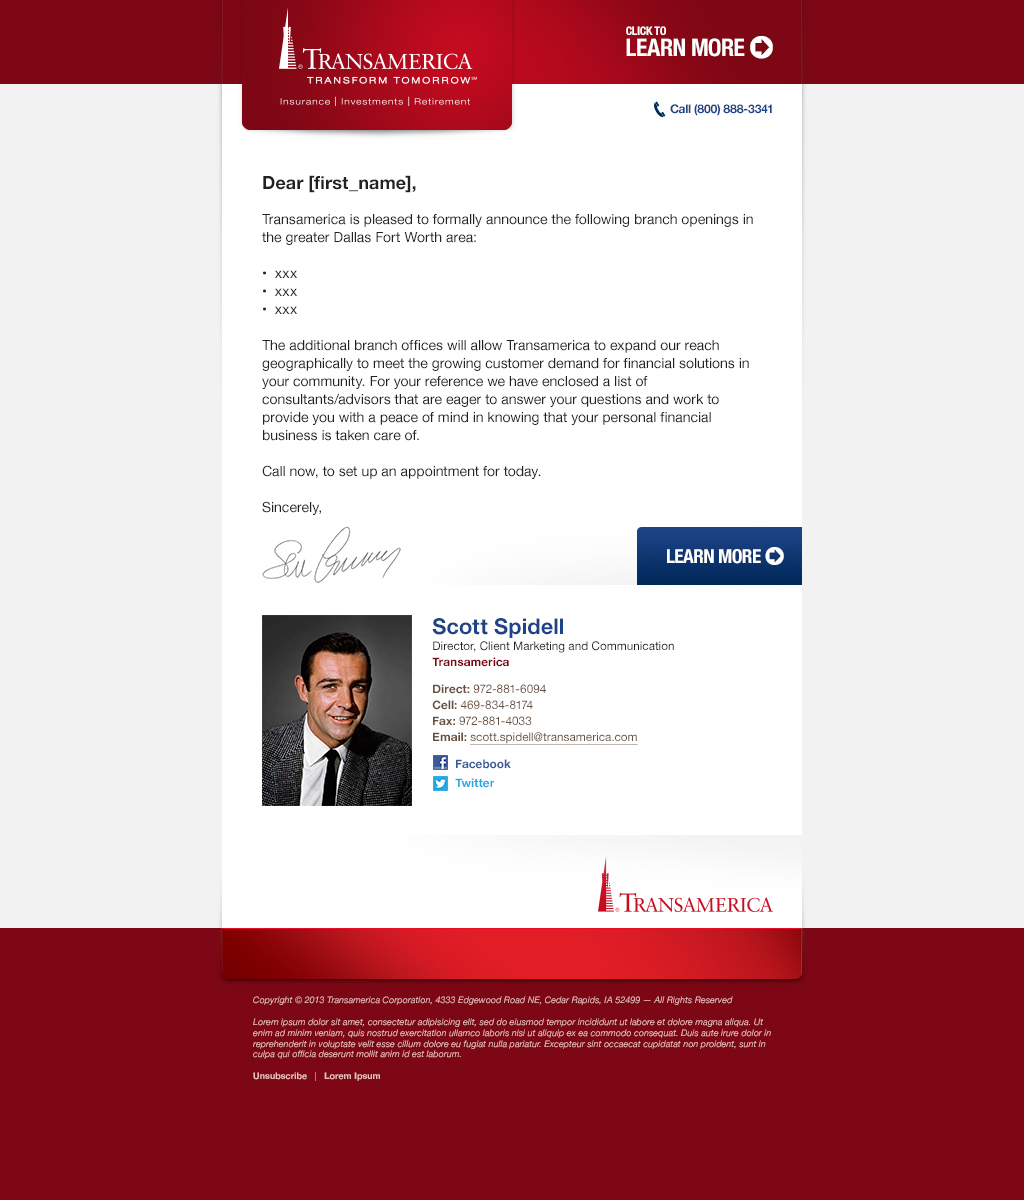 TRANSAMERICA®
TRANSFORM TOMORROW™
Insurance | Investments | Retirement
CLICK TO
LEARN MORE
Call (800) 888-3341
Dear [first_name],
Transamerica is pleased to formally announce the following branch openings in
the greater Dallas Fort Worth area:
• xxx
• xxx
• xxx
The additional branch offices will allow Transamerica to expand our reach
geographically to meet the growing customer demand for financial solutions in
your community. For your reference we have enclosed a list of
consultants/advisors that are eager to answer your questions and work to
provide you with a peace of mind in knowing that your personal financial
business is taken care of.
Call now, to set up an appointment for today.
Sincerely,
LEARN MORE
Scott Spidell
Director, Client Marketing and Communication
Transamerica
Direct: 972-881-6094
Cell: 469-834-8174
Fax: 972-881-4033
Email: scott.spidell@transamerica.com
Facebook
Twitter
®TRANSAMERICA
Copyright © 2013 Transamerica Corporation, 4333 Edgewood Road NE, Cedar Rapids, IA 52499 — All Rights Reserved
Lorem ipsum dolor sit amet, consectetur adipisicing elit, sed do eiusmod tempor incididunt ut labore et dolore magna aliqua. Ut
enim ad minim veniam, quis nostrud exercitation ullamco laboris nisi ut aliquip ex ea commodo consequat. Duis aute irure dolor in
reprehenderit in voluptate velit esse cillum dolore eu fugiat nulla pariatur. Excepteur sint occaecat cupidatat non proident, sunt in
culpa qui officia deserunt mollit anim id est laborum.
Unsubscribe | Lorem Ipsum